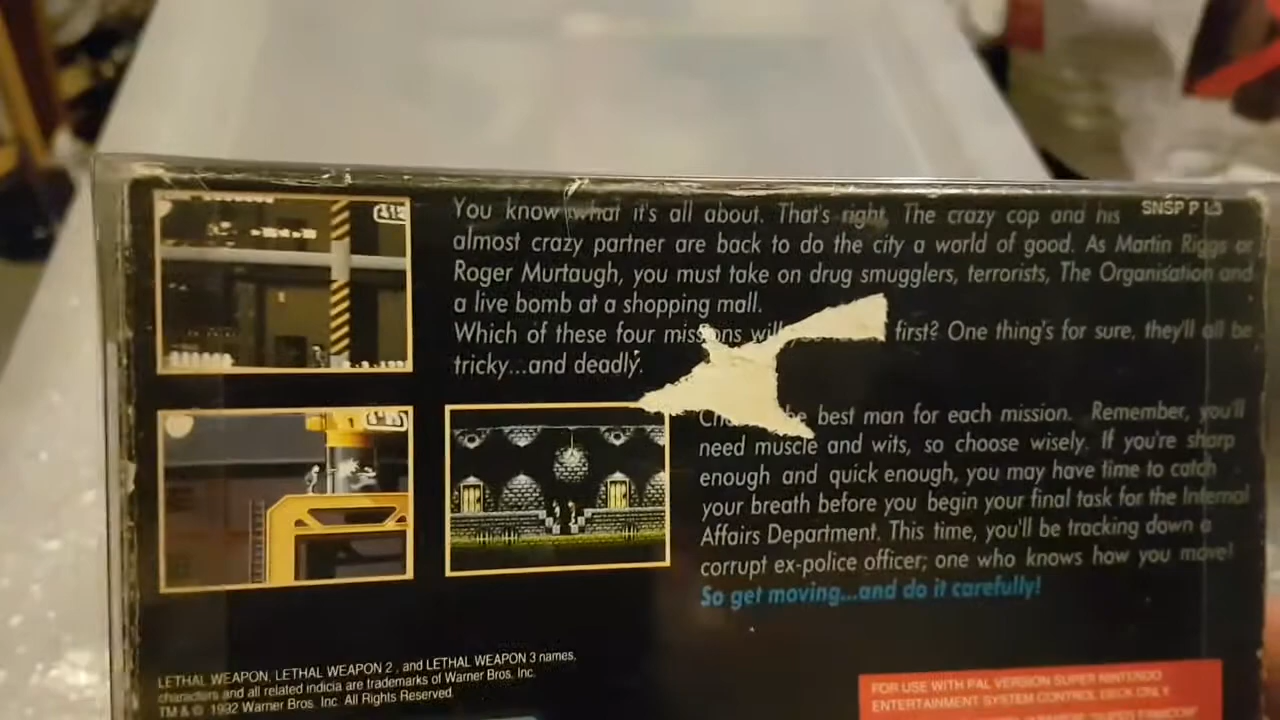 SNSP P L3
You know what it's all about. That's right. The crazy cop and his
almost crazy partner are back to do the city a world of good. As Martin Riggs or
Roger Murtaugh, you must take on drug smugglers, terrorists, The Organisation and
a live bomb at a shopping mall.
Which of these four missions will first? One thing's for sure, they'll all be
tricky...and deadly.
best man for each mission. Remember, you'll
need muscle and wits, so choose wisely. If you're sharp
enough and quick enough, you may have time to catch
your breath before you begin your final task for the Internal
Affairs Department. This time, you'll be tracking down a
corrupt ex-police officer; one who knows how you move!
So get moving...and do it carefully!
LETHAL WEAPON, LETHAL WEAPON 2, and LETHAL WEAPON 3 names,
characters and all related indicia are trademarks of Warner Bros. Inc.
TM & © 1992 Warner Bros. Inc. All Rights Reserved.
FOR USE WITH PAL VERSION SUPER NINTENDO
ENTERTAINMENT SYSTEM CONTROL DECK ONLY